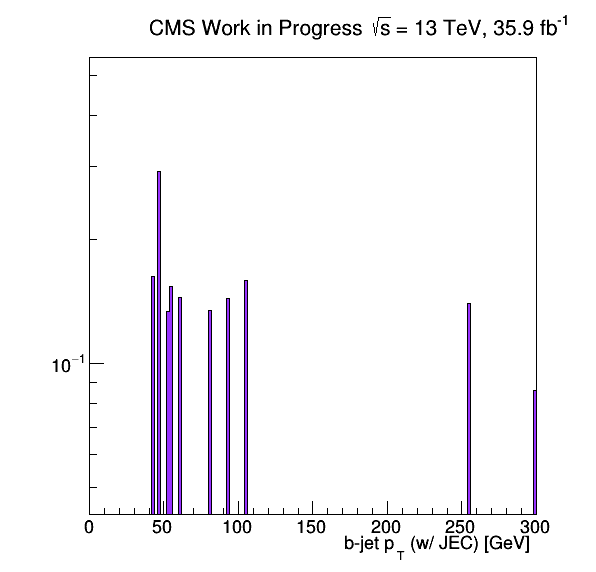 CMS Work in Progress √s = 13 TeV, 35.9 fb⁻¹
10⁻¹
0 50 100 150 200 250 300
b-jet p_T (w/ JEC) [GeV]